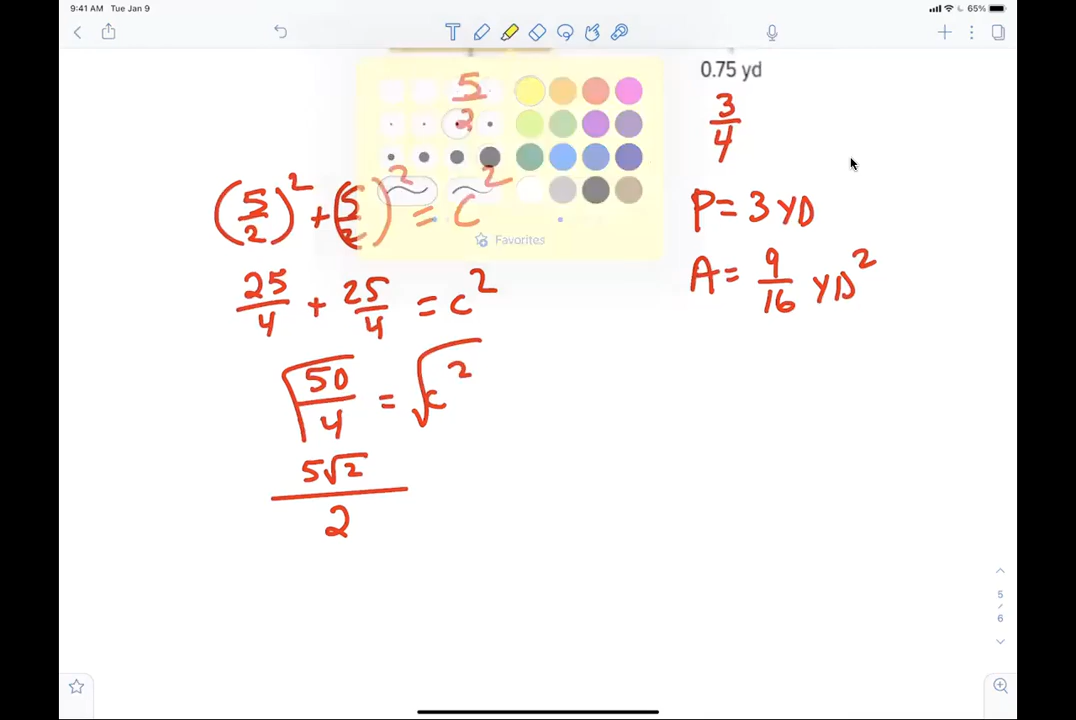 9:41 AM Tue Jan 9
65%
T
0.75 yd
5/2
3/4
(5/2)² + (5/2)² = C²
P = 3 YD
Favorites
A = 9/16 YD²
25/4 + 25/4 = C²
√50/4 = √C²
5√2/2
5
/
6